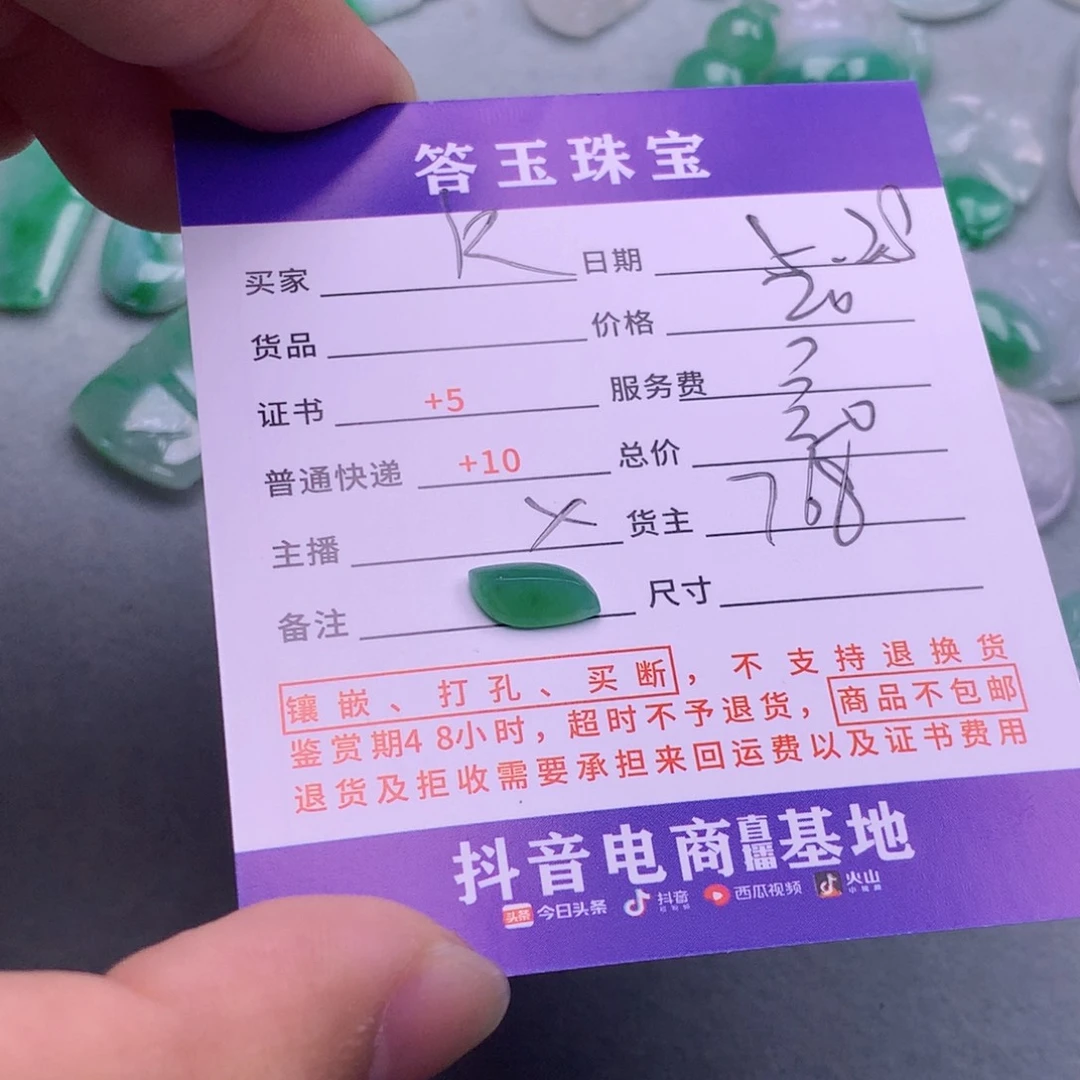 答玉珠宝
买家 K 日期
货品 价格 20
证书 +5 服务费 3
普通快递 +10 总价
主播 X 货主 768
备注 尺寸
镶嵌、打孔、买断，不支持退换货
鉴赏期48小时，超时不予退货，商品不包邮
退货及拒收需要承担来回运费以及证书费用
抖音电商直播基地
头条 今日头条 抖音 西瓜视频 火山